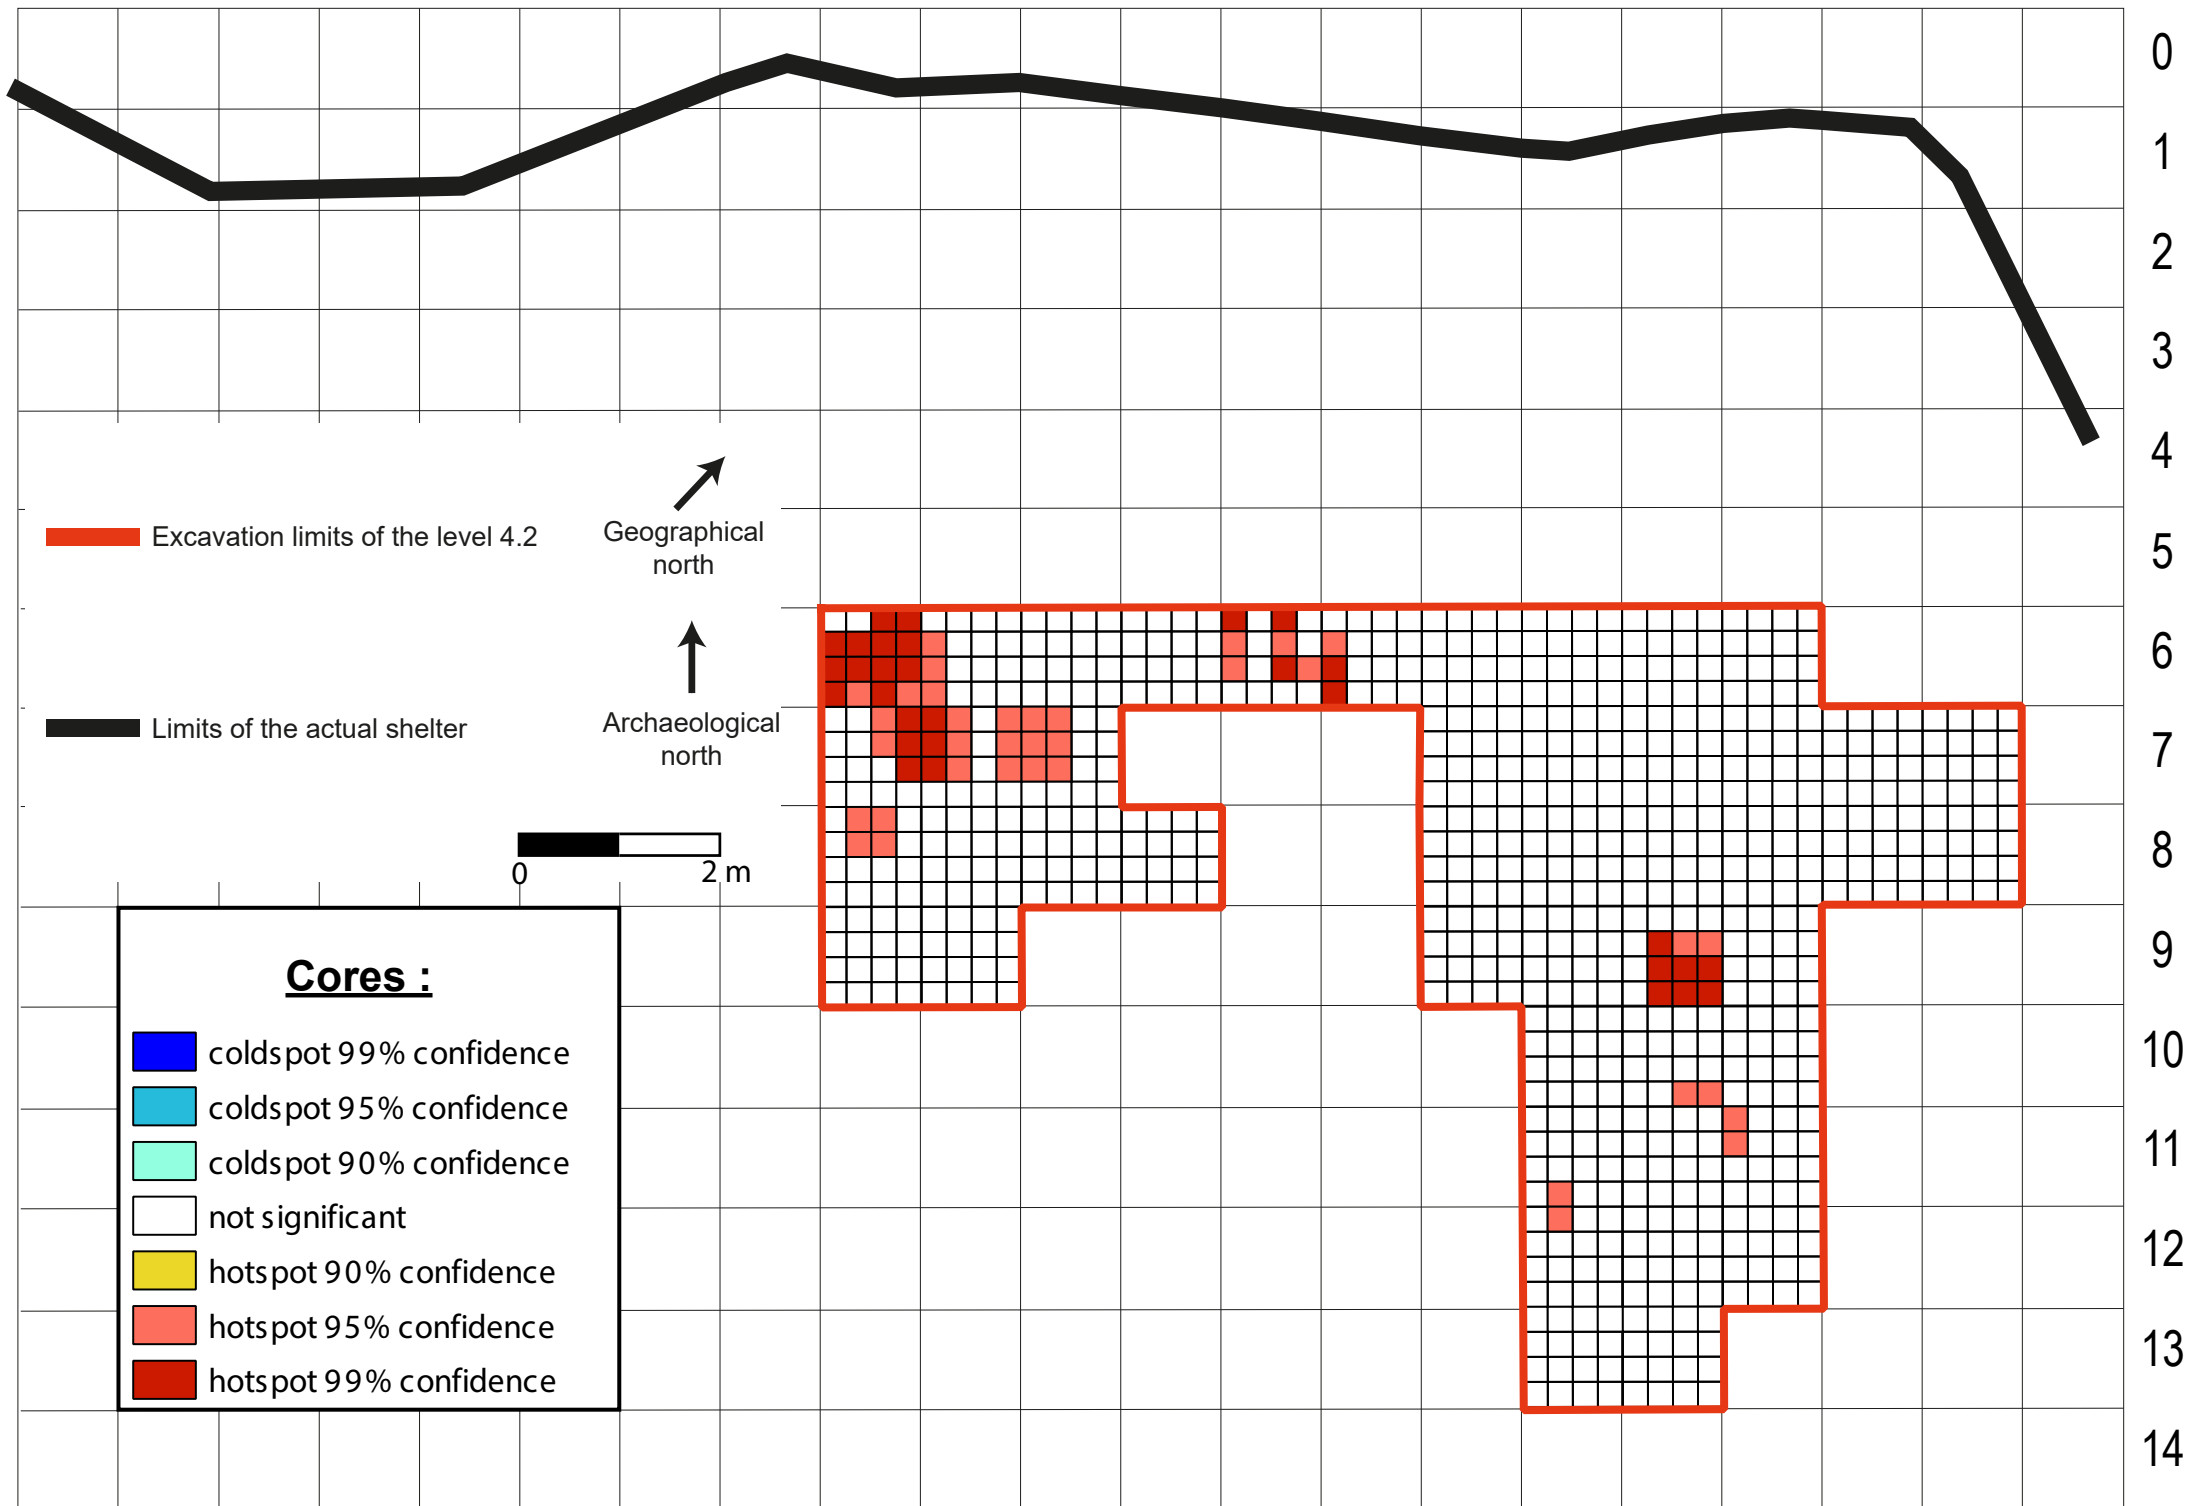 0
1
2
3
4
Geographical
north
Excavation limits of the level 4.2
5
6
Archaeological
north
Limits of the actual shelter
7
0 2 m
8
9
Cores :
coldspot 99% confidence
coldspot 95% confidence
coldspot 90% confidence
not significant
hotspot 90% confidence
hotspot 95% confidence
hotspot 99% confidence
10
11
12
13
14